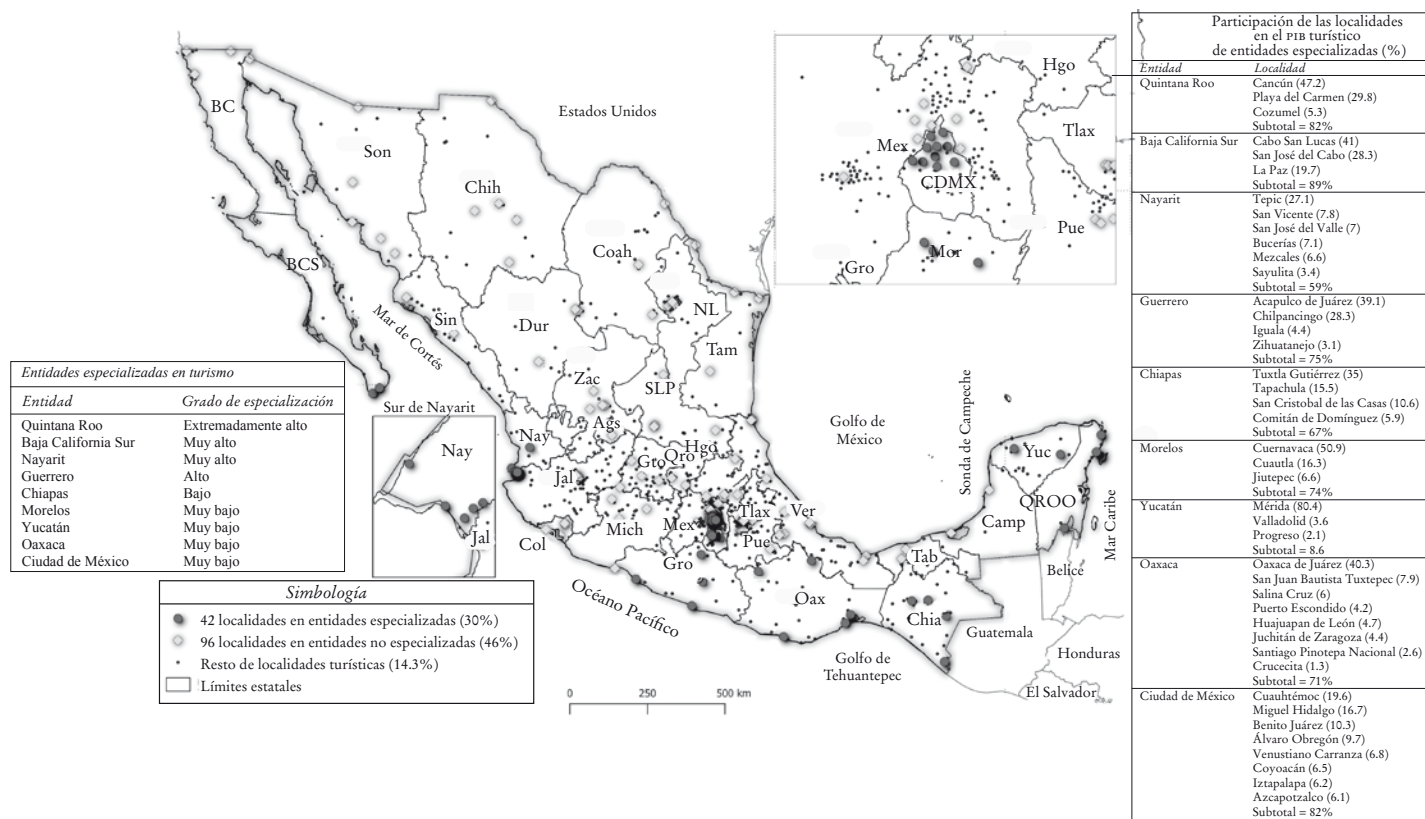 Estados Unidos
BC
Son
Chih
BCS
Coah
Mar de Cortés
Sin
Dur
NL
Tam
Zac
SLP
Ags
Nay
Jal
Gto
Qro
Hgo
Mich
Mex
Tlax
Pue
Ver
Col
Gro
Oax
Chia
Tab
Camp
Yuc
QROO
Golfo de
México
Sonda de Campeche
Mar Caribe
Belice
Guatemala
Honduras
El Salvador
Golfo de
Tehuantepec
Océano Pacífico
0 250 500 km
Hgo
Tlax
Mex
CDMX
Pue
Mor
Gro
Sur de Nayarit
Nay
Jal
Entidades especializadas en turismo
Entidad Grado de especialización
Quintana Roo Extremadamente alto
Baja California Sur Muy alto
Nayarit Muy alto
Guerrero Alto
Chiapas Bajo
Morelos Muy bajo
Yucatán Muy bajo
Oaxaca Muy bajo
Ciudad de México Muy bajo
Simbología
42 localidades en entidades especializadas (30%)
96 localidades en entidades no especializadas (46%)
Resto de localidades turísticas (14.3%)
Límites estatales
Participación de las localidades
en el PIB turístico
de entidades especializadas (%)
Entidad Localidad
Quintana Roo Cancún (47.2)
Playa del Carmen (29.8)
Cozumel (5.3)
Subtotal = 82%
Baja California Sur Cabo San Lucas (41)
San José del Cabo (28.3)
La Paz (19.7)
Subtotal = 89%
Nayarit Tepic (27.1)
San Vicente (7.8)
San José del Valle (7)
Bucerías (7.1)
Mezcales (6.6)
Sayulita (3.4)
Subtotal = 59%
Guerrero Acapulco de Juárez (39.1)
Chilpancingo (28.3)
Iguala (4.4)
Zihuatanejo (3.1)
Subtotal = 75%
Chiapas Tuxtla Gutiérrez (35)
Tapachula (15.5)
San Cristobal de las Casas (10.6)
Comitán de Domínguez (5.9)
Subtotal = 67%
Morelos Cuernavaca (50.9)
Cuautla (16.3)
Jiutepec (6.6)
Subtotal = 74%
Yucatán Mérida (80.4)
Valladolid (3.6
Progreso (2.1)
Subtotal = 8.6
Oaxaca Oaxaca de Juárez (40.3)
San Juan Bautista Tuxtepec (7.9)
Salina Cruz (6)
Puerto Escondido (4.2)
Huajuapan de León (4.7)
Juchitán de Zaragoza (4.4)
Santiago Pinotepa Nacional (2.6)
Crucecita (1.3)
Subtotal = 71%
Ciudad de México Cuauhtémoc (19.6)
Miguel Hidalgo (16.7)
Benito Juárez (10.3)
Álvaro Obregón (9.7)
Venustiano Carranza (6.8)
Coyoacán (6.5)
Iztapalapa (6.2)
Azcapotzalco (6.1)
Subtotal = 82%